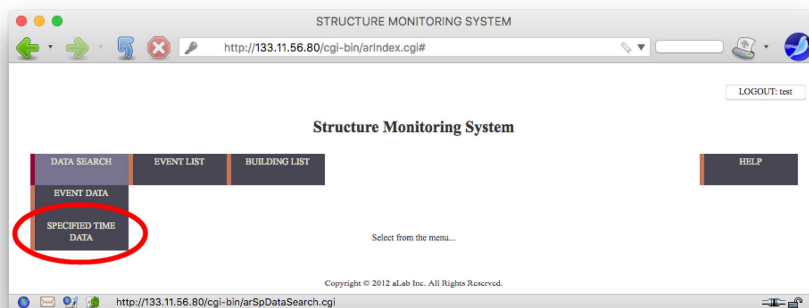 STRUCTURE MONITORING SYSTEM
http://133.11.56.80/cgi-bin/arIndex.cgi#
LOGOUT: test
Structure Monitoring System
DATA SEARCH EVENT LIST BUILDING LIST HELP
EVENT DATA
SPECIFIED TIME
DATA
Select from the menu...
Copyright © 2012 aLab Inc. All Rights Reserved.
http://133.11.56.80/cgi-bin/arSpDataSearch.cgi